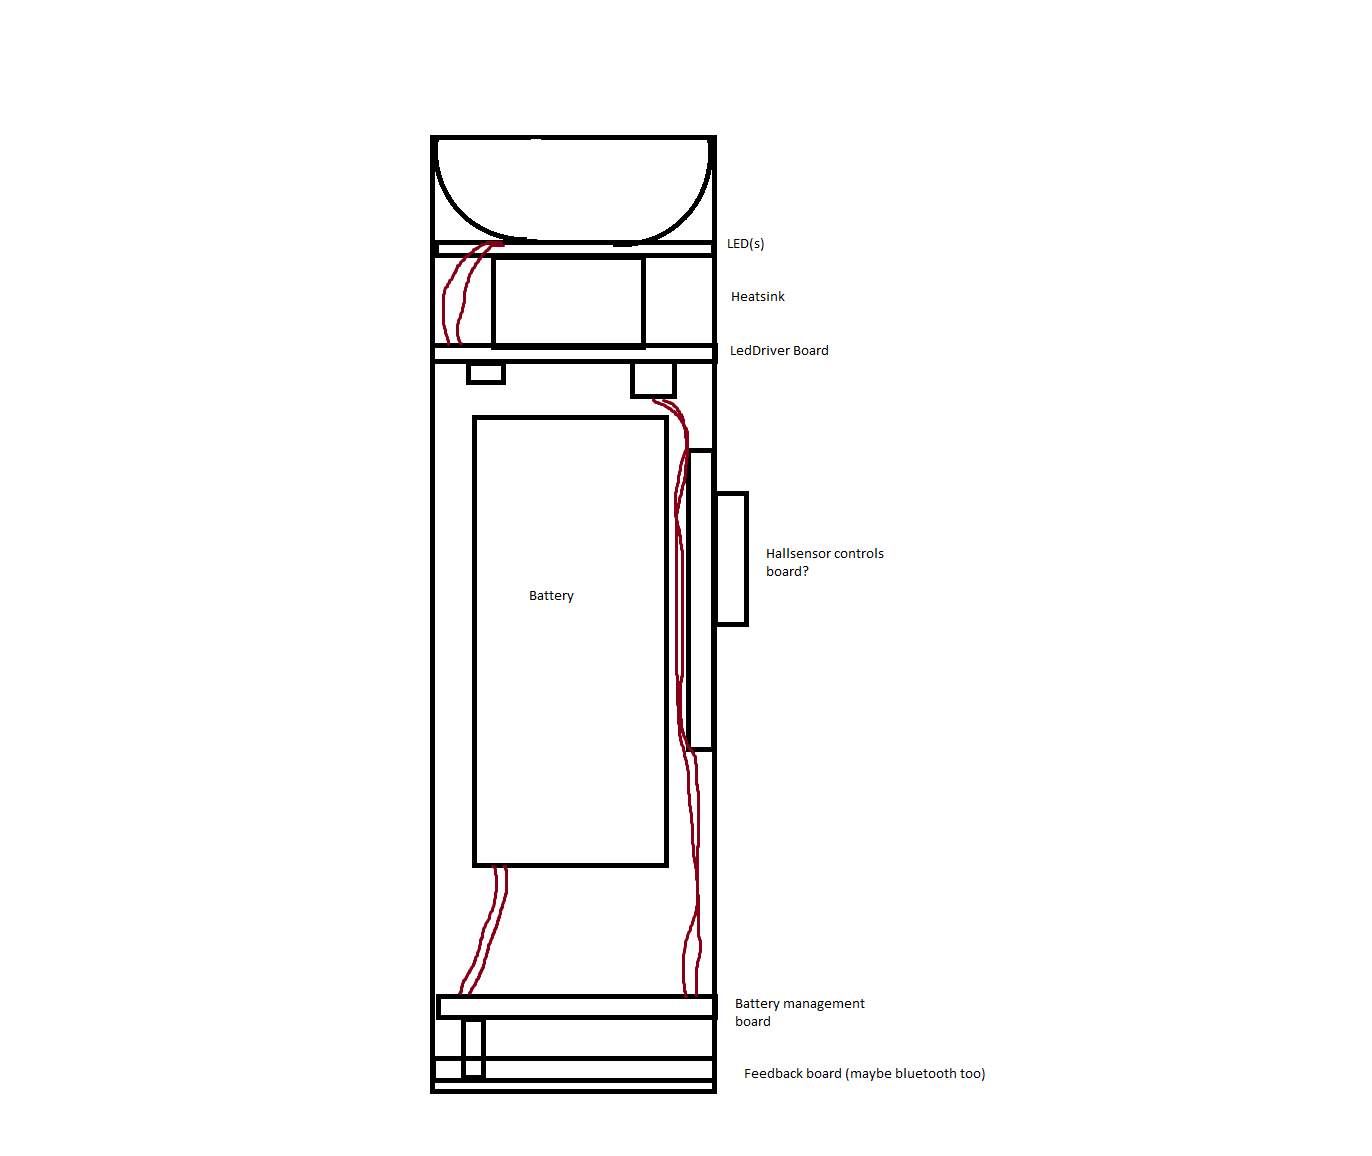 LED(s)
Heatsink
LedDriver Board
Hallsensor controls
board?
Battery
Battery management
board
Feedback board (maybe bluetooth too)